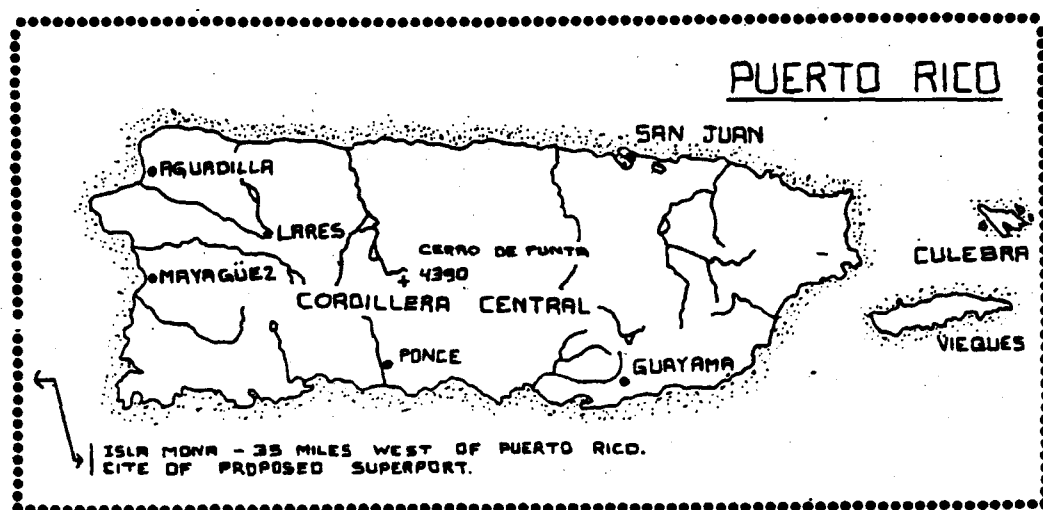 PUERTO RICO
SAN JUAN
AGUADILLA
LARES
CERRO DE PUNTA
+ 4390
CULEBRA
MAYAGÜEZ
CORDILLERA CENTRAL
VIEQUES
PONCE
GUAYAMA
ISLA MONA - 35 MILES WEST OF PUERTO RICO.
CITE OF PROPOSED SUPERPORT.